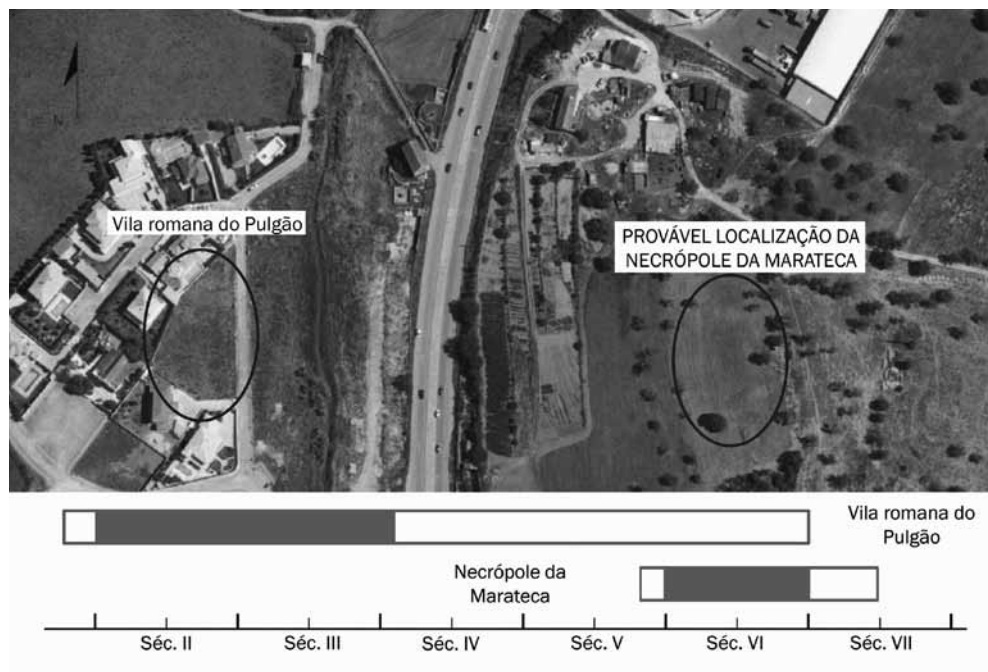 N
Vila romana do Pulgão
PROVÁVEL LOCALIZAÇÃO DA
NECRÓPOLE DA MARATECA
Vila romana do
Pulgão
Necrópole da
Marateca
Séc. II
Séc. III
Séc. IV
Séc. V
Séc. VI
Séc. VII